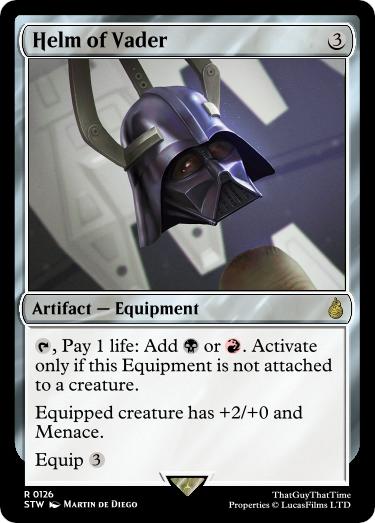 Helm of Vader 3
Artifact — Equipment
, Pay 1 life: Add or . Activate
only if this Equipment is not attached
to a creature.
Equipped creature has +2/+0 and
Menace.
Equip 3
R 0126
STW Martin de Diego
ThatGuyThatTime
Properties © LucasFilms LTD